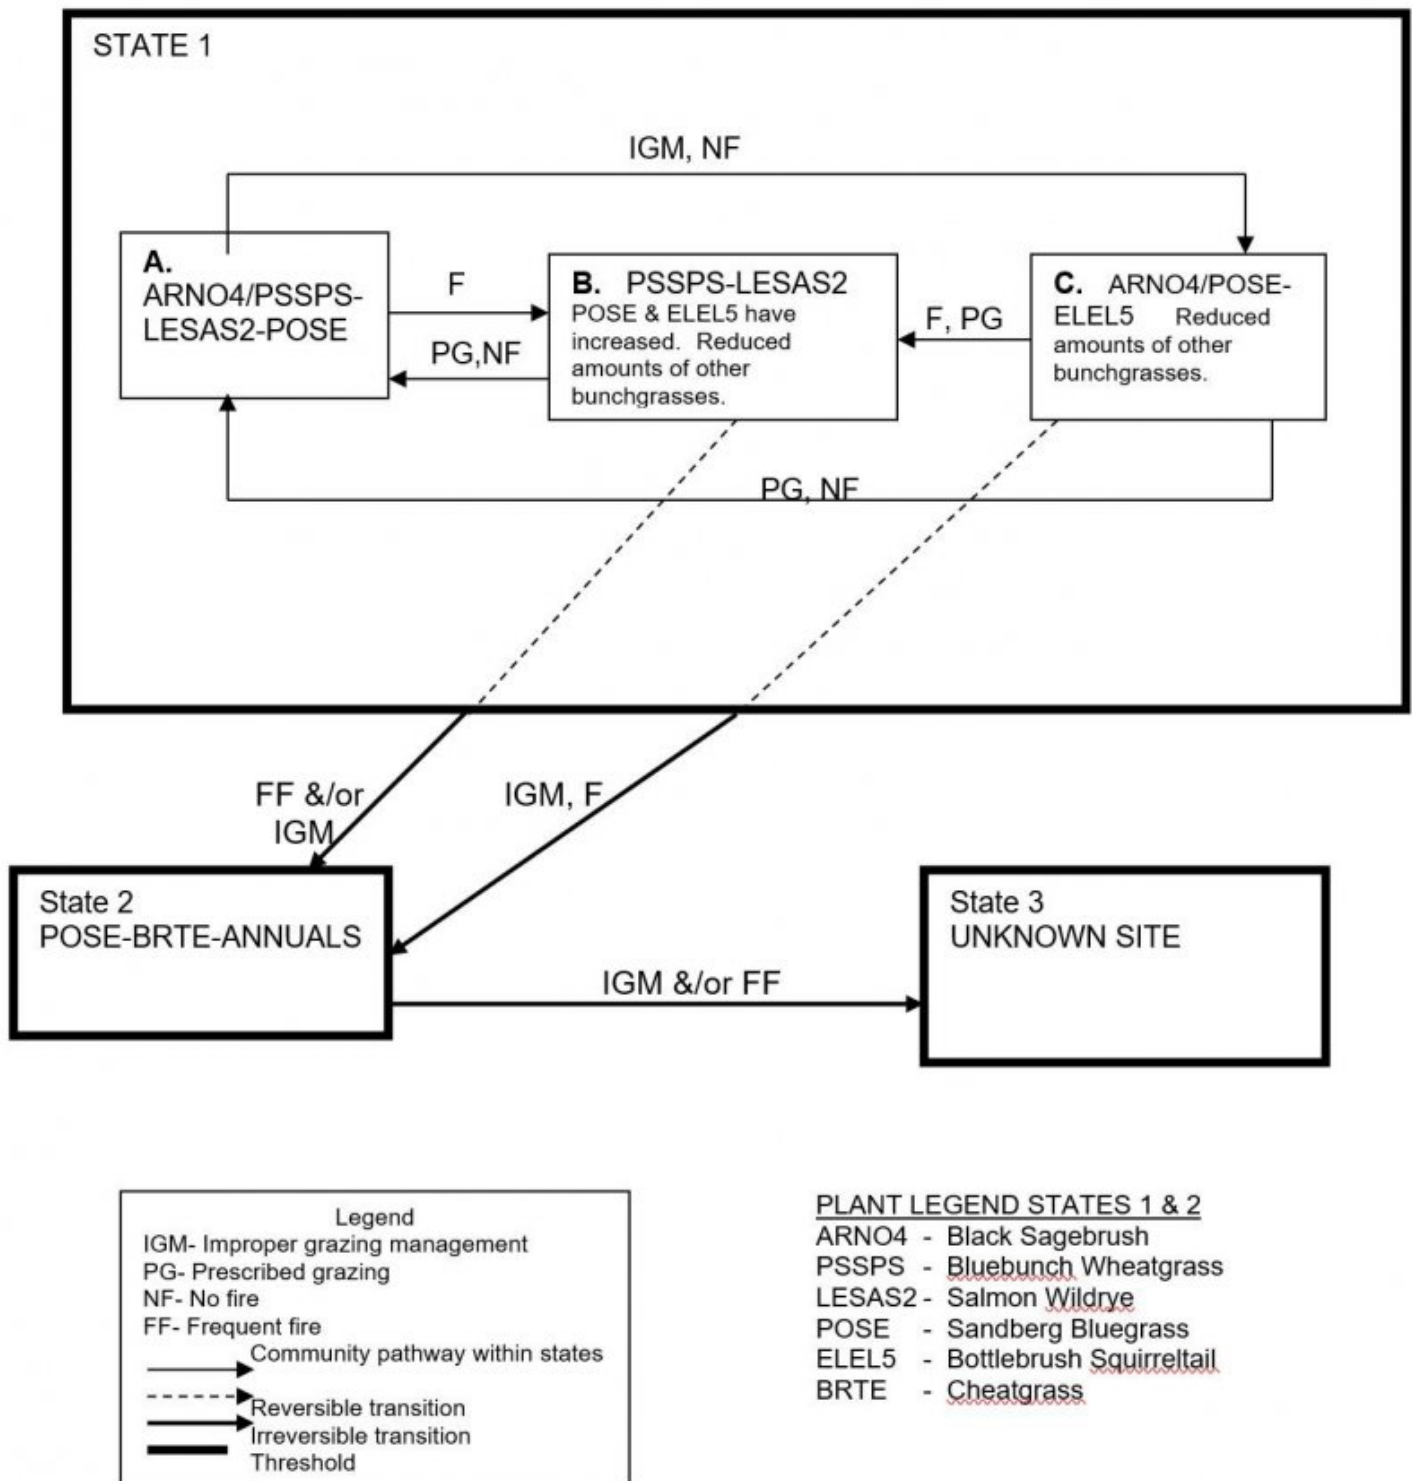 STATE 1
IGM, NF
A.
ARNO4/PSSPS-
LESAS2-POSE
F
PG,NF
B. PSSPS-LESAS2
POSE & ELEL5 have
increased. Reduced
amounts of other
bunchgrasses.
F, PG
C. ARNO4/POSE-
ELEL5 Reduced
amounts of other
bunchgrasses.
PG, NF
FF &/or
IGM
IGM, F
State 2
POSE-BRTE-ANNUALS
IGM &/or FF
State 3
UNKNOWN SITE
Legend
IGM- Improper grazing management
PG- Prescribed grazing
NF- No fire
FF- Frequent fire
Community pathway within states
Reversible transition
Irreversible transition
Threshold
PLANT LEGEND STATES 1 & 2
ARNO4 - Black Sagebrush
PSSPS - Bluebunch Wheatgrass
LESAS2 - Salmon Wildrye
POSE - Sandberg Bluegrass
ELEL5 - Bottlebrush Squirreltail
BRTE - Cheatgrass